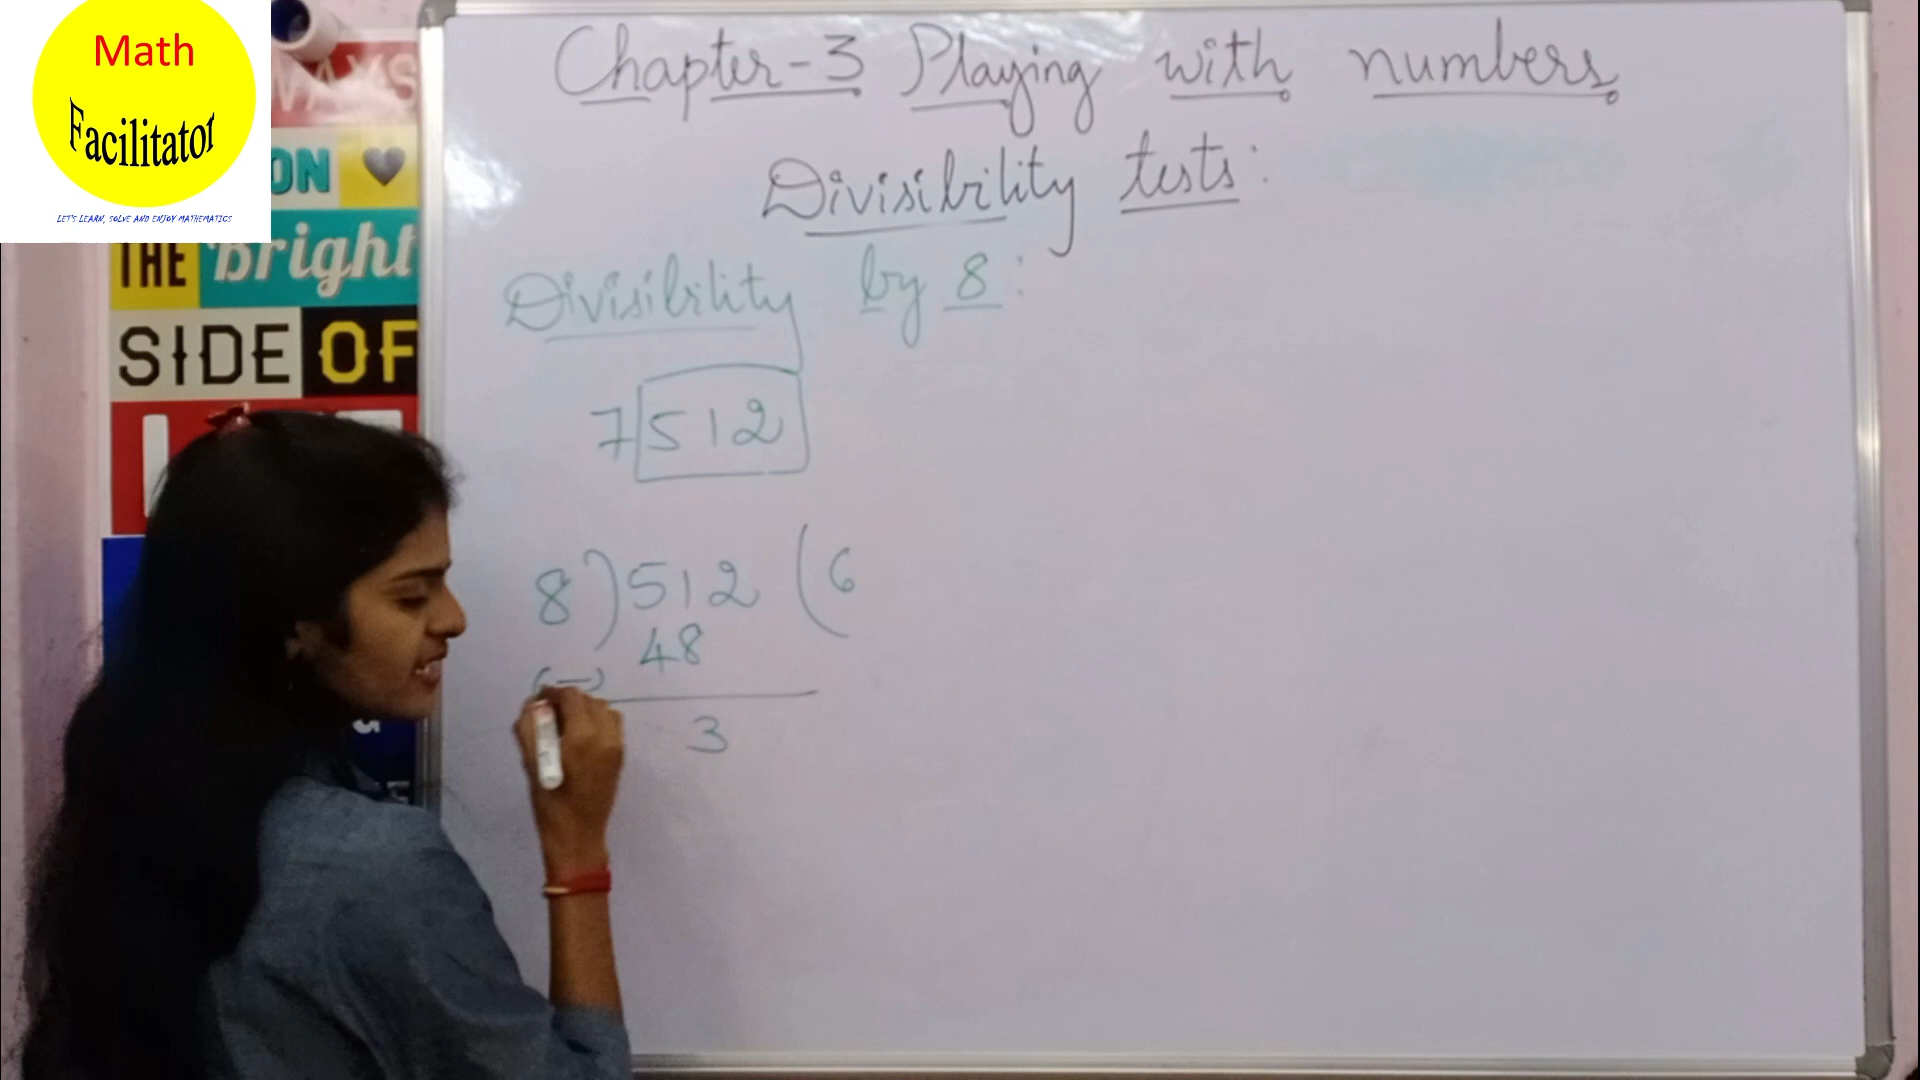 Math
Facilitator
LET'S LEARN, SOLVE AND ENJOY MATHEMATICS
ON
THE Bright
SIDE OF
Chapter-3 Playing with numbers
Divisibility tests:
Divisibility by 8:
7512
8)512(6
48
(-)
3